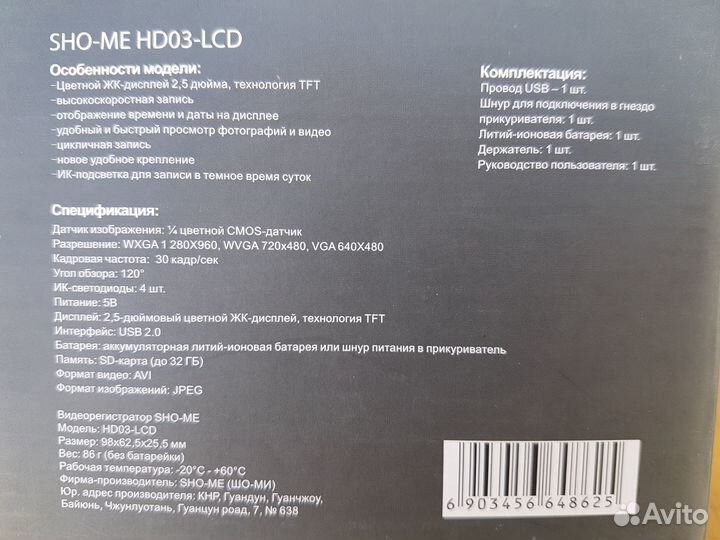 SHO-ME HD03-LCD
Особенности модели:
-Цветной ЖК-дисплей 2,5 дюйма, технология TFT
-высокоскоростная запись
-отображение времени и даты на дисплее
-удобный и быстрый просмотр фотографий и видео
-цикличная запись
-новое удобное крепление
-ИК-подсветка для записи в темное время суток
Комплектация:
Провод USB – 1 шт.
Шнур для подключения в гнездо
прикуривателя: 1 шт.
Литий-ионовая батарея: 1 шт.
Держатель: 1 шт.
Руководство пользователя: 1 шт.
Спецификация:
Датчик изображения: ¼ цветной CMOS-датчик
Разрешение: WXGA 1 280X960, WVGA 720x480, VGA 640X480
Кадровая частота: 30 кадр/сек
Угол обзора: 120°
ИК-светодиоды: 4 шт.
Питание: 5В
Дисплей: 2,5-дюймовый цветной ЖК-дисплей, технология TFT
Интерфейс: USB 2.0
Батарея: аккумуляторная литий-ионовая батарея или шнур питания в прикуриватель
Память: SD-карта (до 32 ГБ)
Формат видео: AVI
Формат изображений: JPEG
Видеорегистратор SHO-ME
Модель: HD03-LCD
Размер: 98x62,5x25,5 мм
Вес: 86 г (без батарейки)
Рабочая температура: -20°C - +60°C
Фирма-производитель: SHO-ME (ШО-МИ)
Юр. адрес производителя: КНР, Гуандун, Гуанчжоу,
Байюнь, Чжунлуотань, Гуанцун роад, 7, № 638
6 903456 648625
Avito